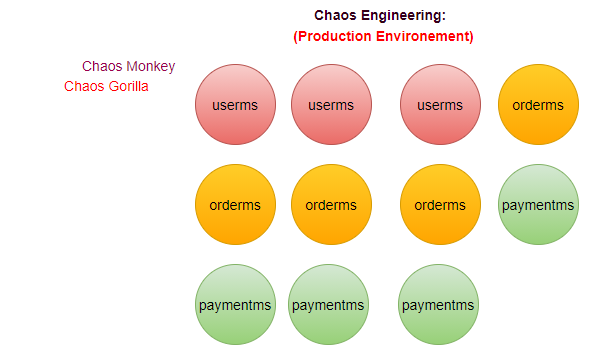 Chaos Engineering:
(Production Environement)
Chaos Monkey
Chaos Gorilla
userms userms userms orderms
orderms orderms orderms paymentms
paymentms paymentms paymentms